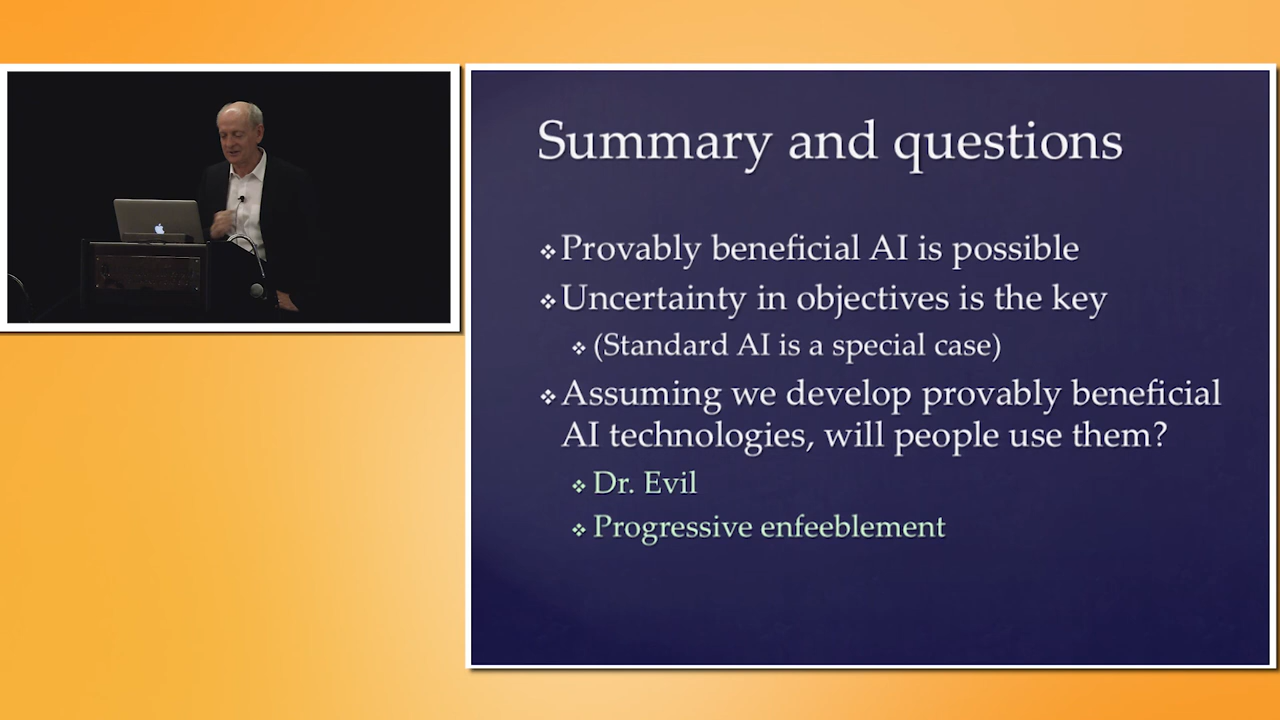 Summary and questions
Provably beneficial AI is possible
Uncertainty in objectives is the key
(Standard AI is a special case)
Assuming we develop provably beneficial
AI technologies, will people use them?
Dr. Evil
Progressive enfeeblement